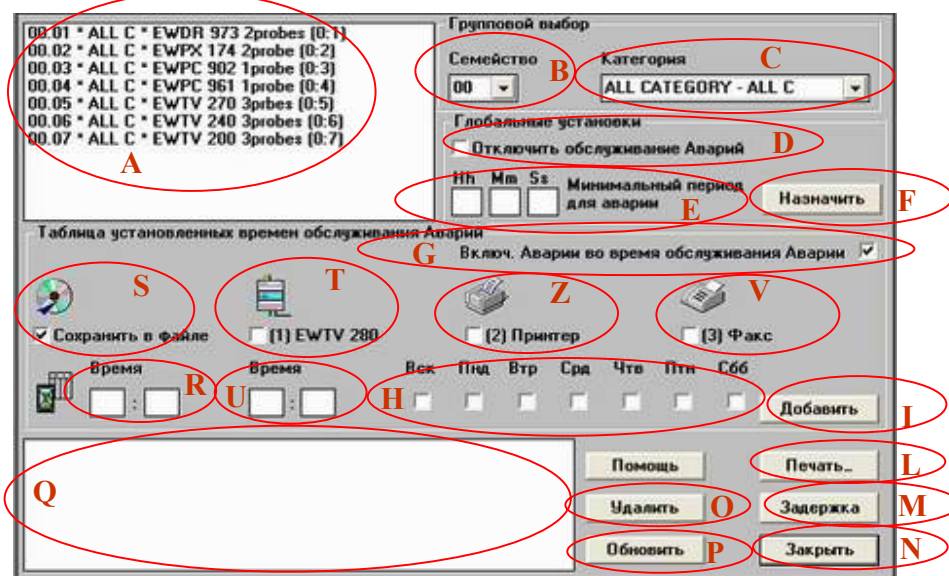 00.01 * ALL C * EWDR 973 2probes (0:1)
00.02 * ALL C * EWPX 174 2probe (0:2)
00.03 * ALL C * EWPC 902 1probe (0:3)
00.04 * ALL C * EWPC 961 1probe (0:4)
00.05 * ALL C * EWTV 270 3prbes (0:5)
00.06 * ALL C * EWTV 240 3probes (0:6)
00.07 * ALL C * EWTV 200 3probes (0:7)
A
Групповой выбор
Семейство B Категория C
00 ALL CATEGORY - ALL C
Глобальные установки
Отключить обслуживание Аварий D
Hh Mm Ss Минимальный период
для аварии E
Назначить F
Таблица установленных времен обслуживания Аварии
G Включ. Аварии во время обслуживания Аварии
S T Z V
Сохранить в файле (1) EWTV 280 (2) Принтер (3) Факс
Время R Время Вск Пнд Втр Срд Чтв Птн Сбб
: U : H
Добавить I
Q
Помощь Печать... L
Удалить O Задержка M
Обновить P Закрыть N